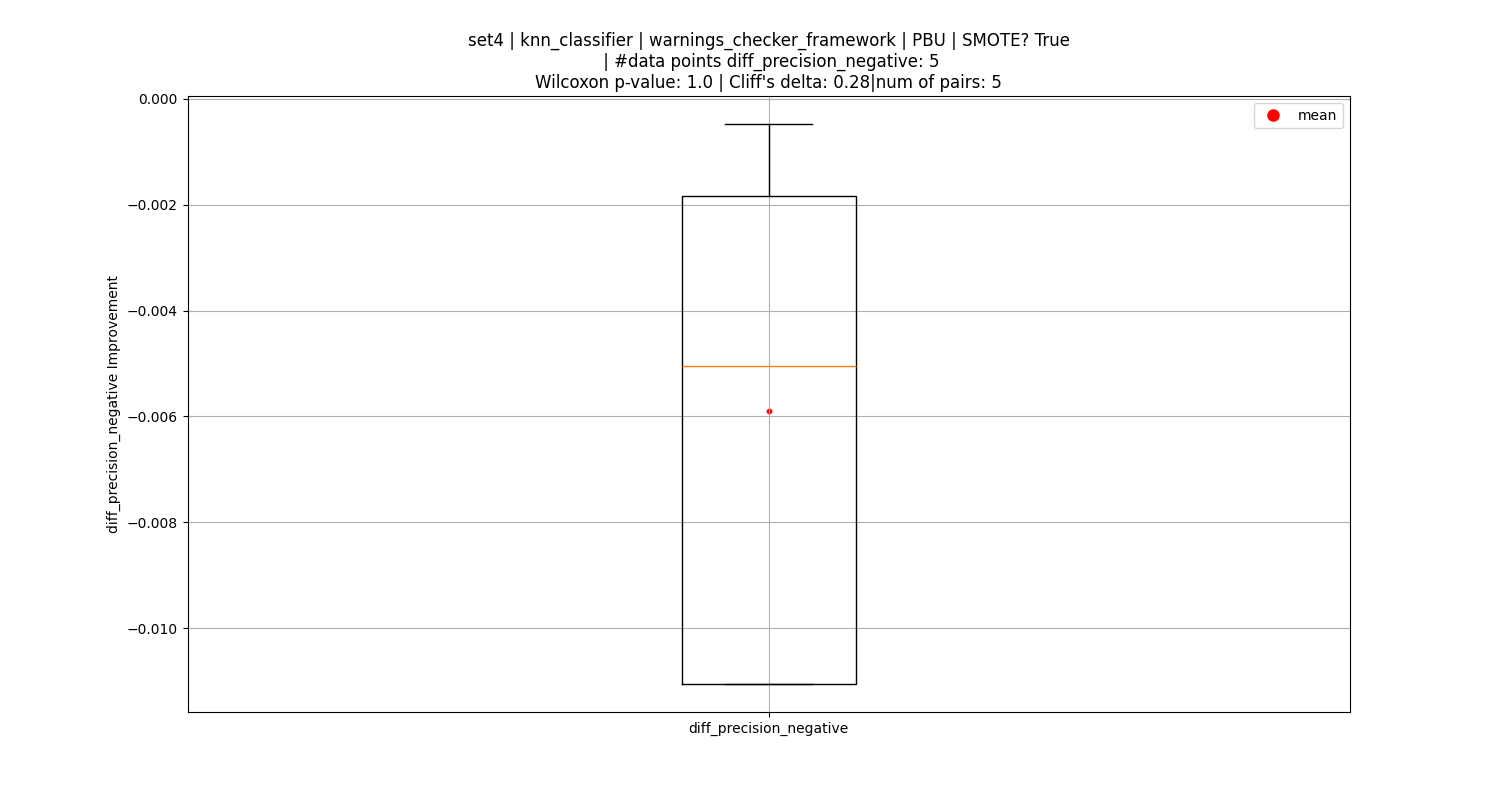 set4 | knn_classifier | warnings_checker_framework | PBU | SMOTE? True
| #data points diff_precision_negative: 5
Wilcoxon p-value: 1.0 | Cliff's delta: 0.28|num of pairs: 5
0.000
−0.002
−0.004
−0.006
−0.008
−0.010
diff_precision_negative Improvement
mean
diff_precision_negative